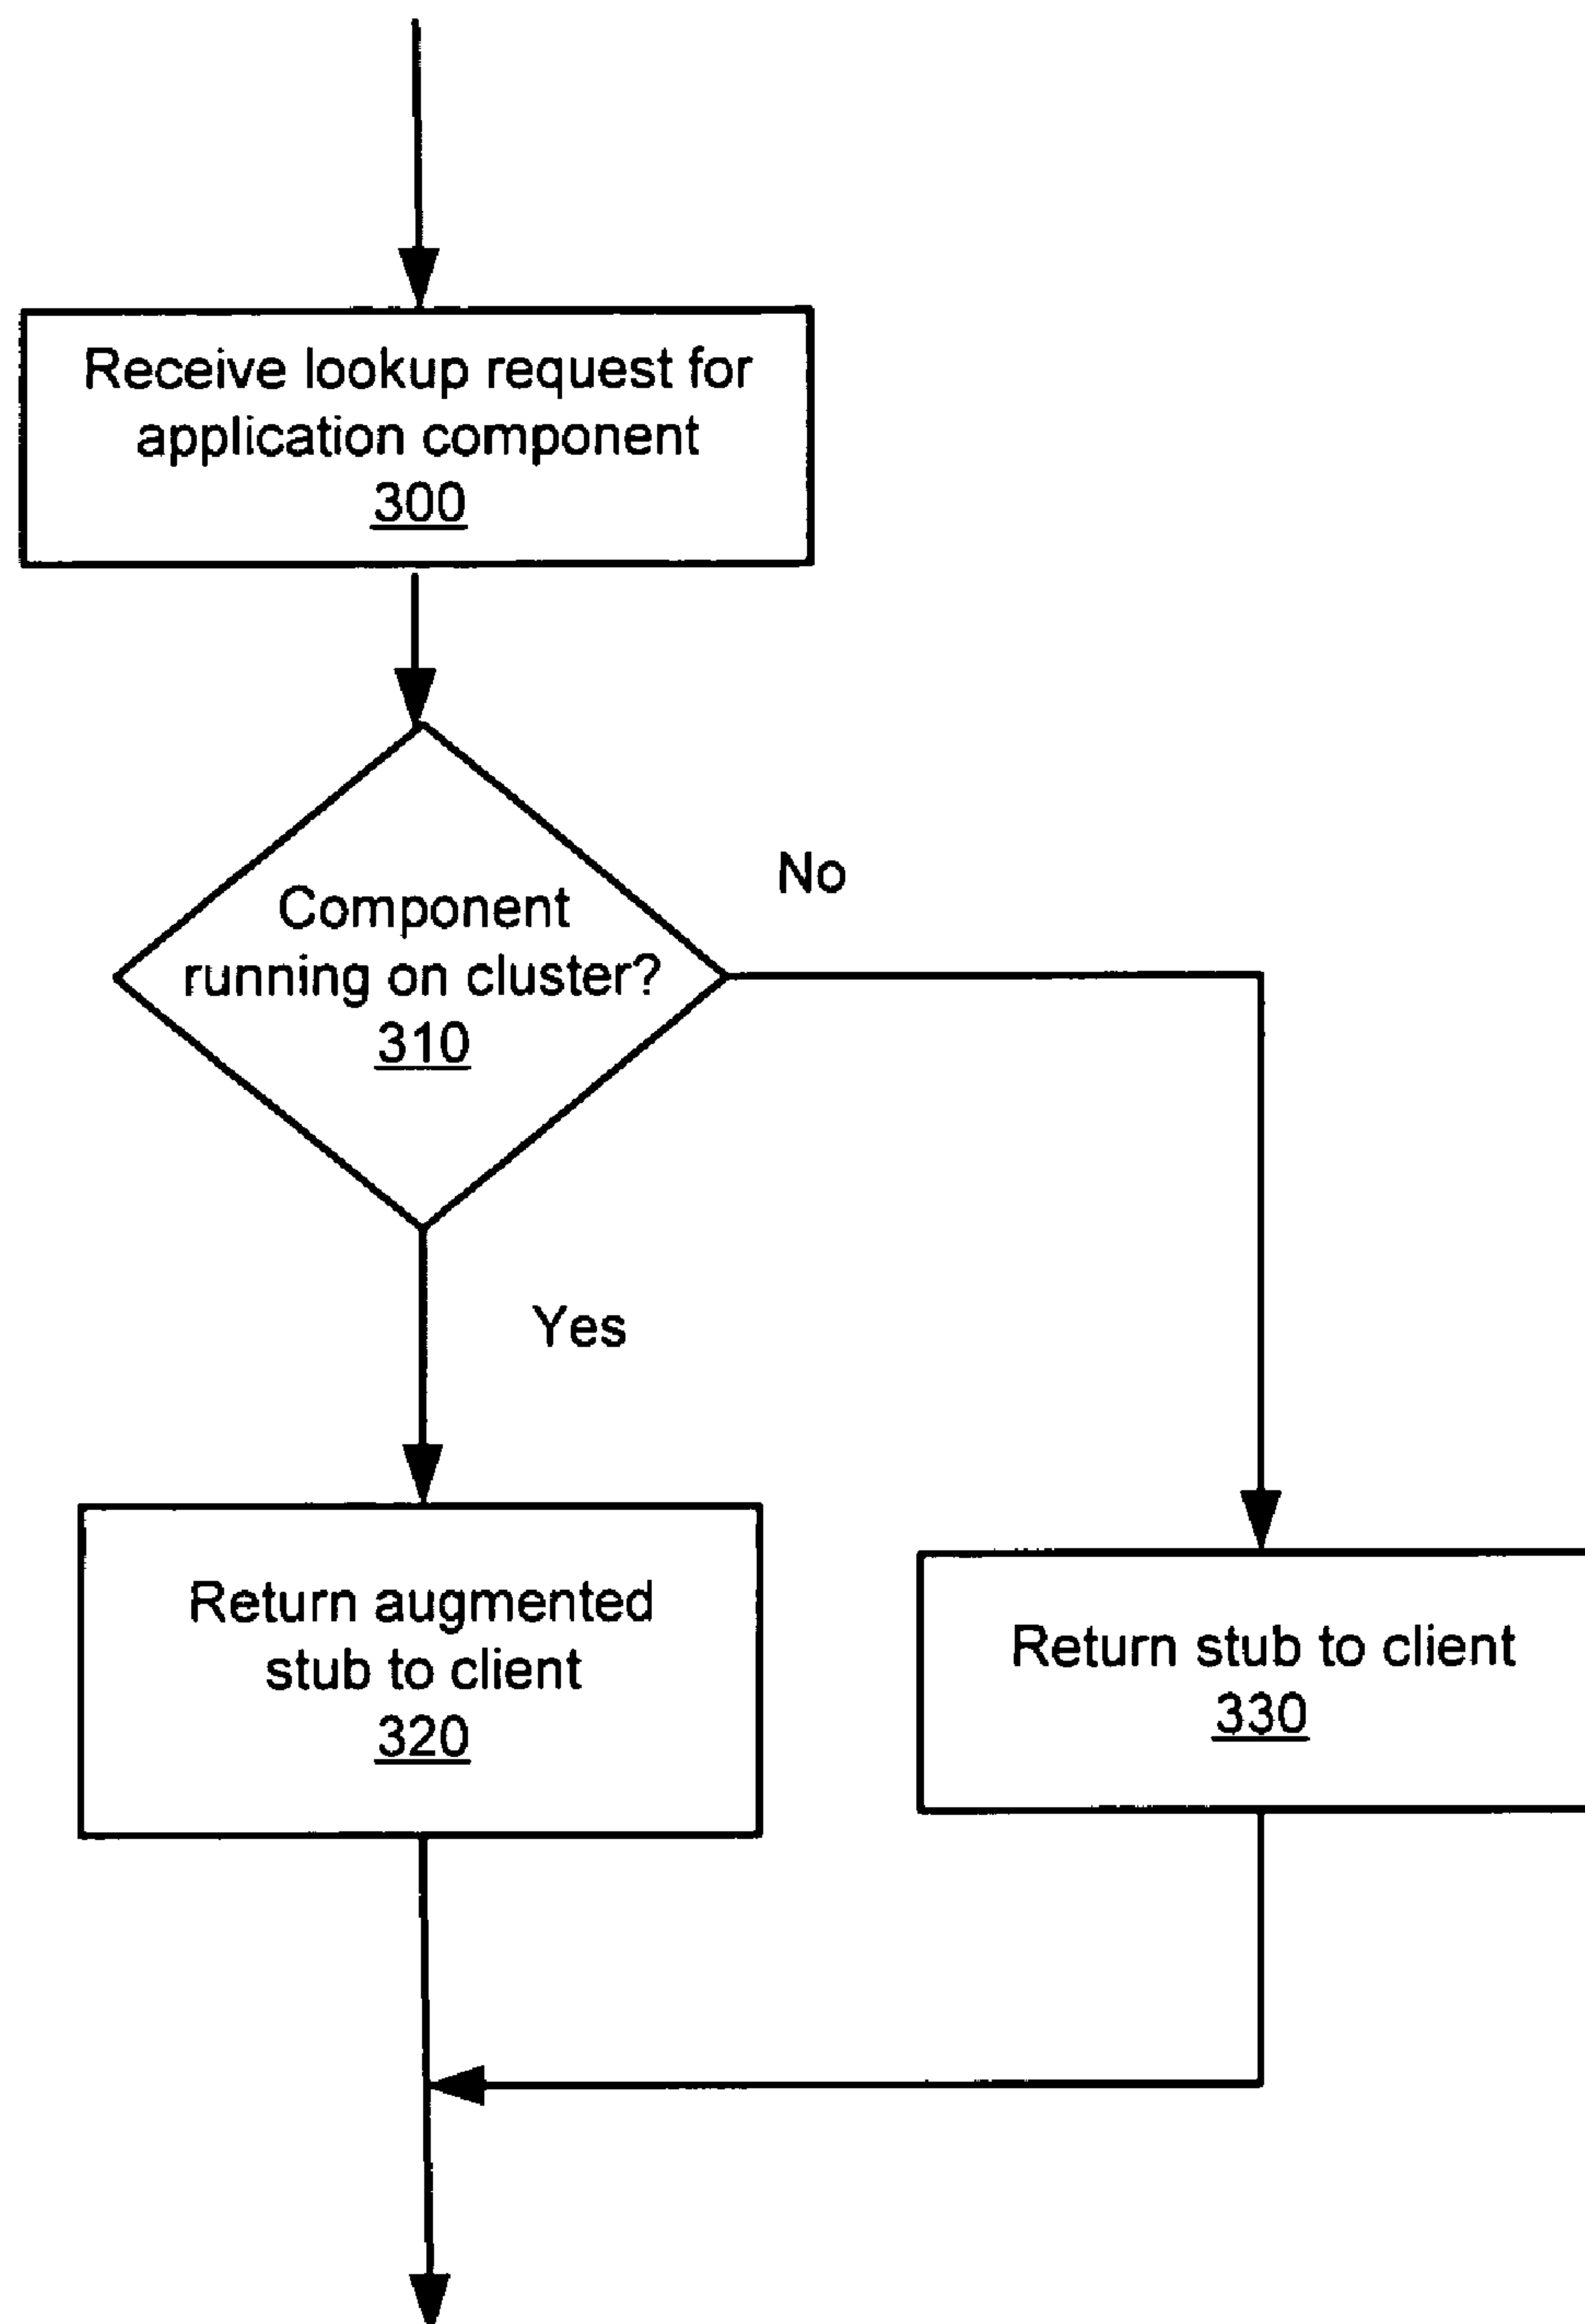 Receive lookup request for
application component
300
Component
running on cluster?
310
No
Yes
Return augmented
stub to client
320
Return stub to client
330